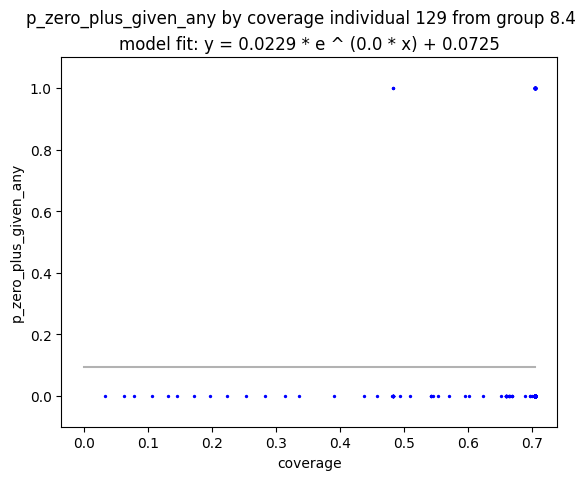 p_zero_plus_given_any by coverage individual 129 from group 8.4
model fit: y = 0.0229 * e ^ (0.0 * x) + 0.0725
1.0
0.8
0.6
0.4
0.2
0.0
p_zero_plus_given_any
0.0 0.1 0.2 0.3 0.4 0.5 0.6 0.7
coverage